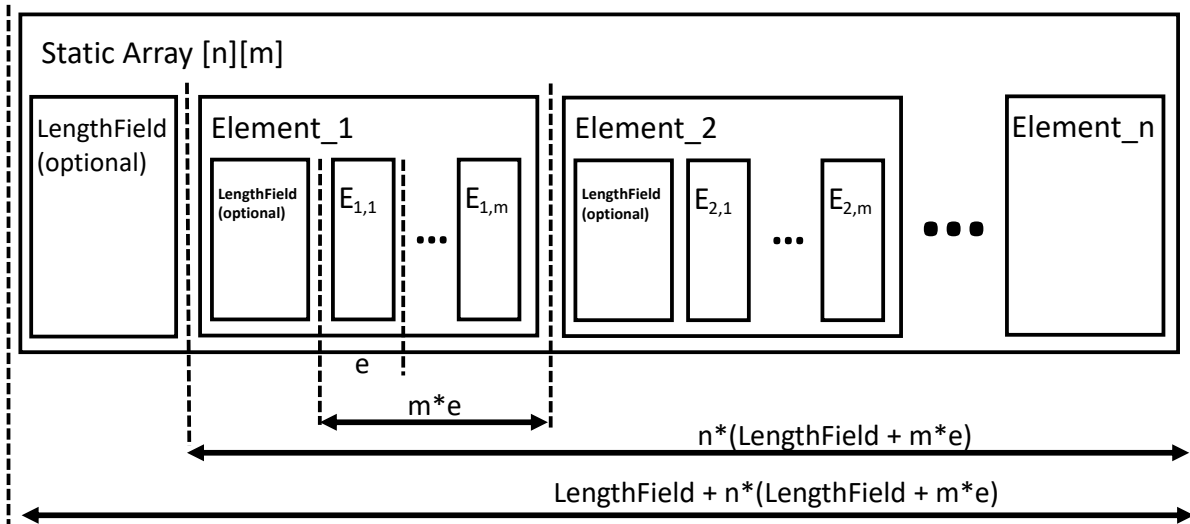 Static Array [n][m]
LengthField
(optional)
Element_1
LengthField
(optional)
E1,1
...
E1,m
Element_2
LengthField
(optional)
E2,1
...
E2,m
...
Element_n
e
m*e
n*(LengthField + m*e)
LengthField + n*(LengthField + m*e)